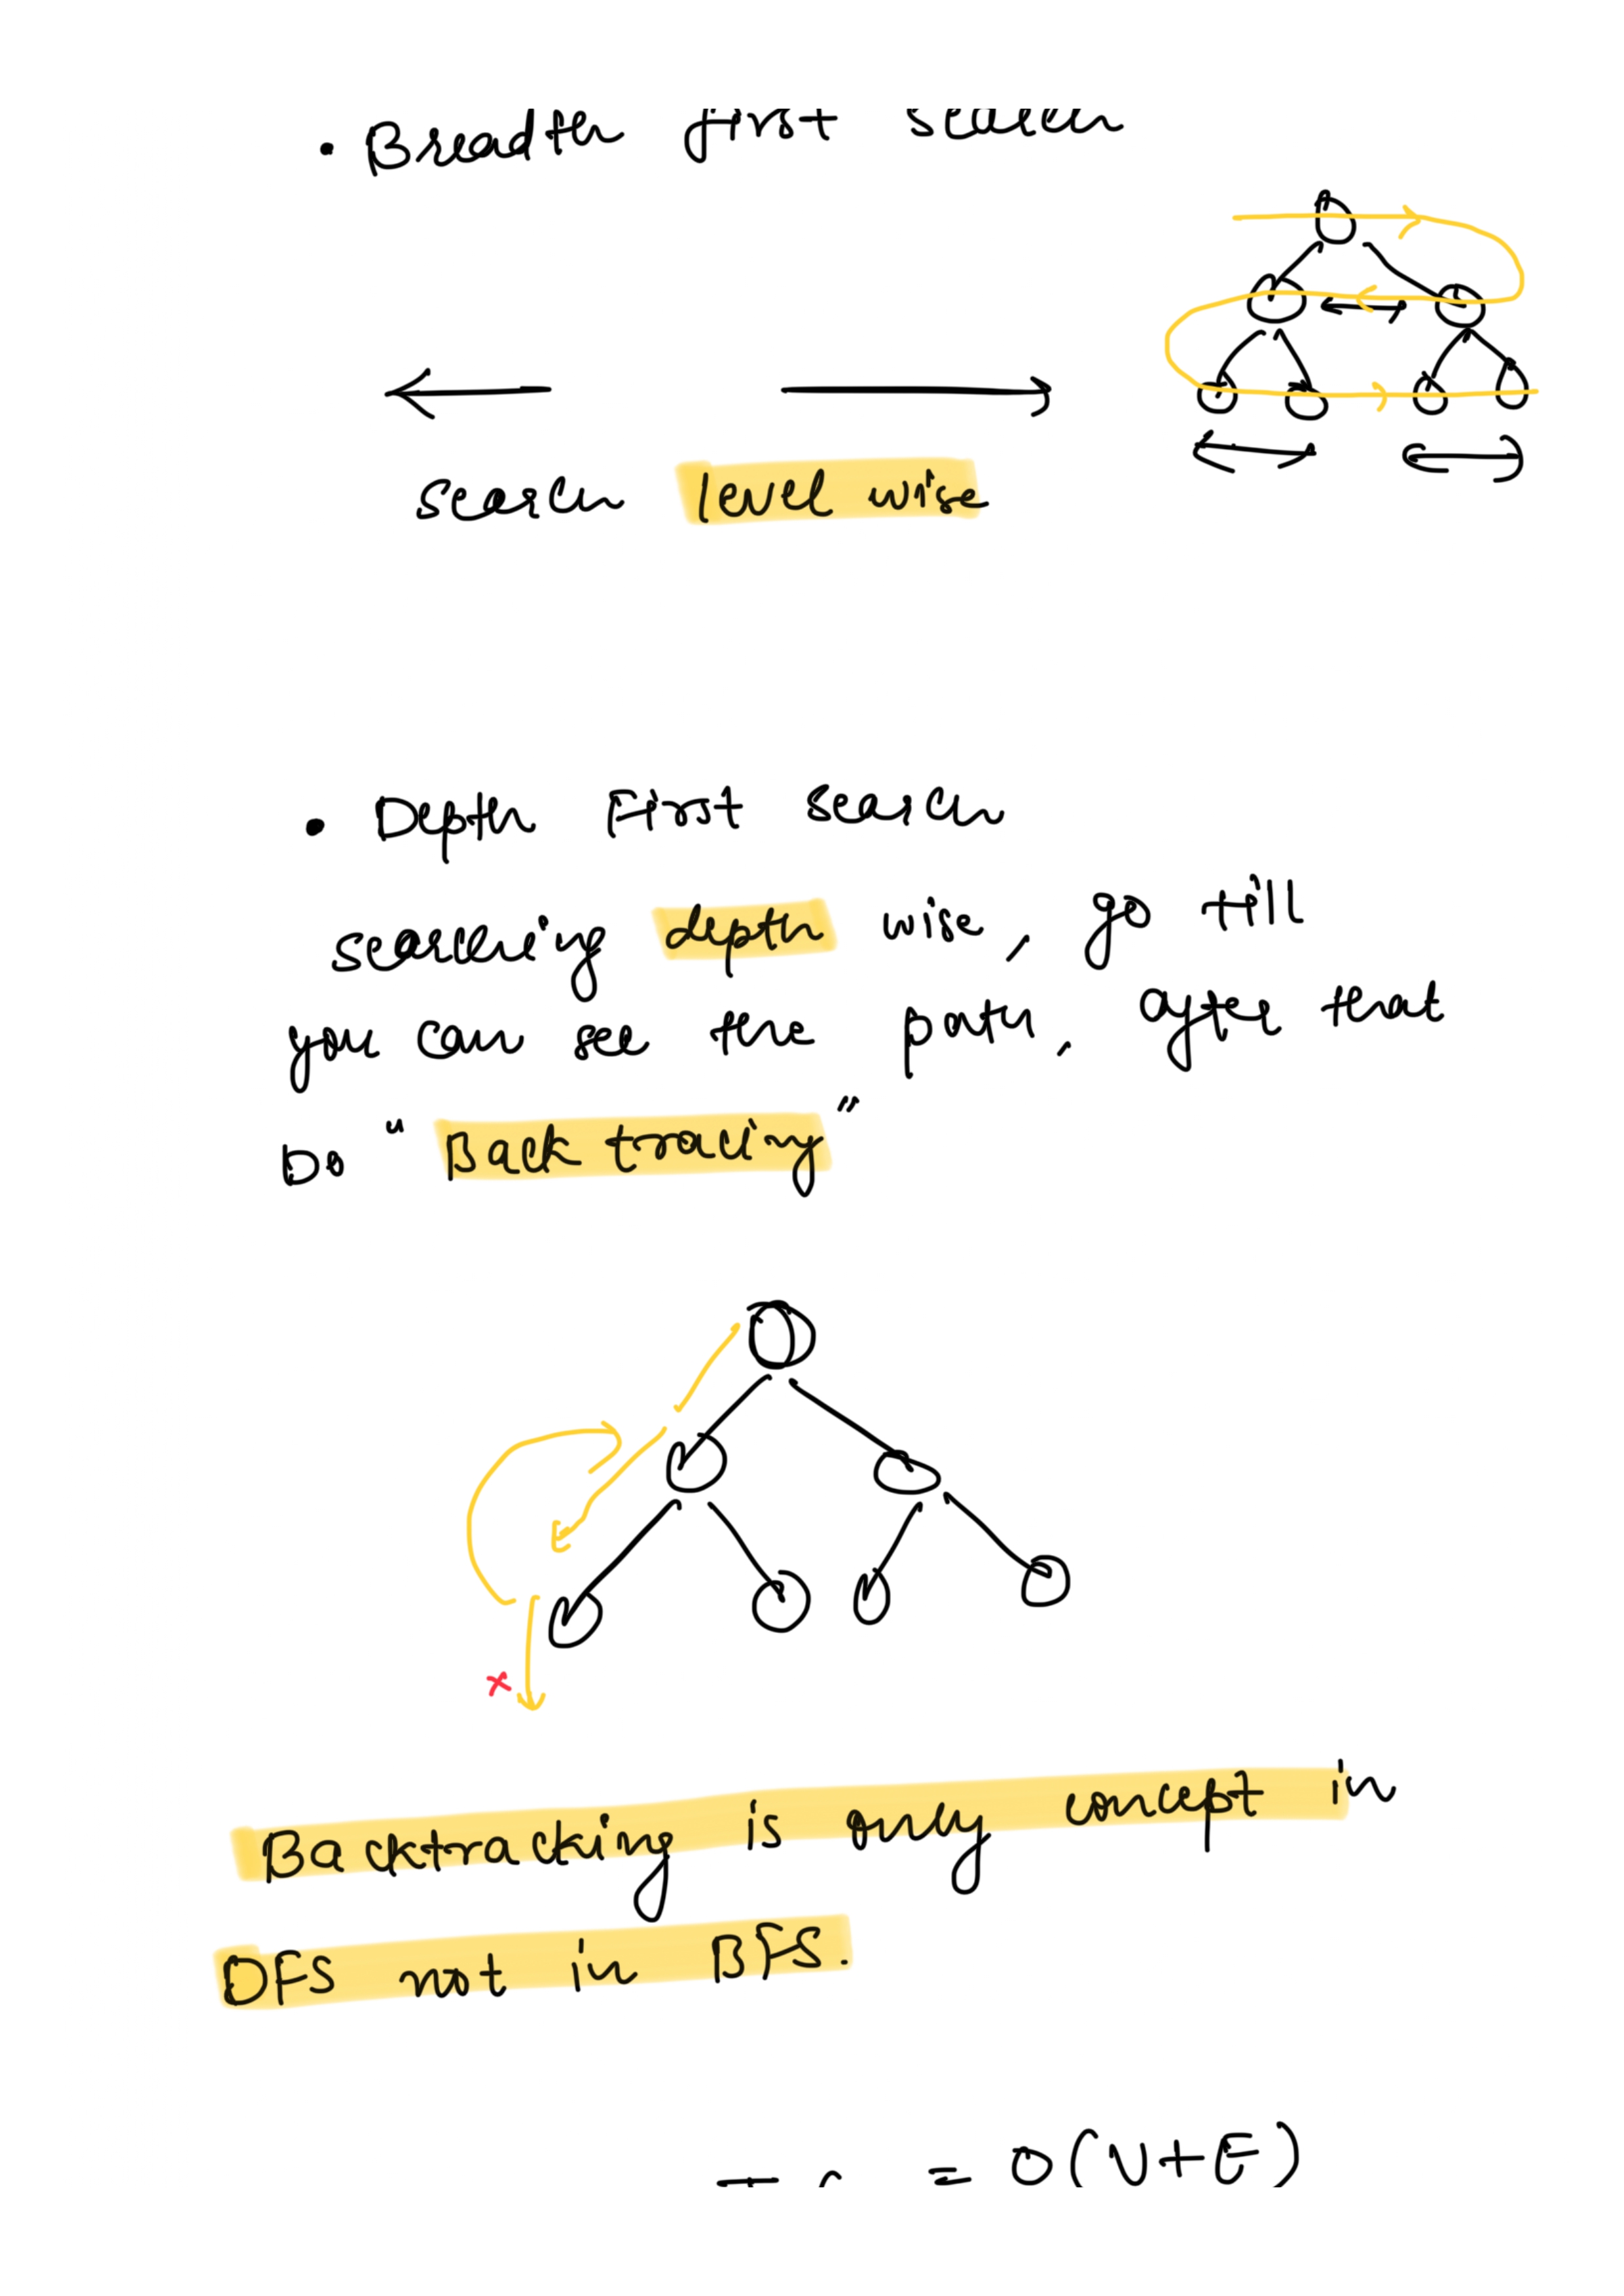 • Breadth first search
search level wise
• Depth First search
searching depth wise, go till
you can see the path, after that
Do "Back tracing"
Backtracking is only concept in
DFS not in BFS.
= O(V+E)